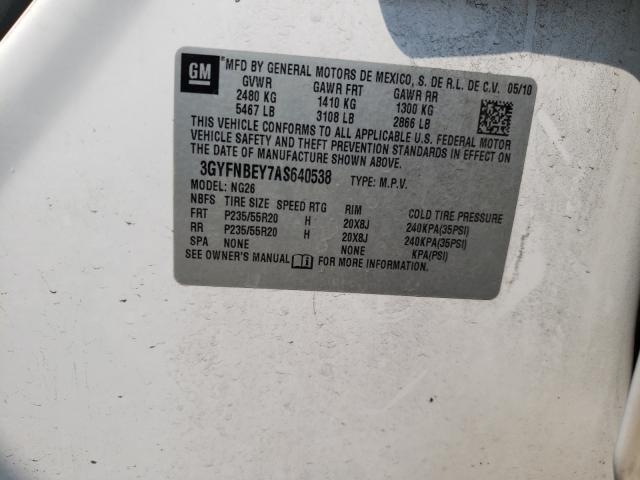 GM MFD BY GENERAL MOTORS DE MEXICO, S. DE R.L. DE C.V. 05/10
GVWR GAWR FRT GAWR RR
2480 KG 1410 KG 1300 KG
5467 LB 3108 LB 2866 LB
THIS VEHICLE CONFORMS TO ALL APPLICABLE U.S. FEDERAL MOTOR
VEHICLE SAFETY AND THEFT PREVENTION STANDARDS IN EFFECT ON
THE DATE OF MANUFACTURE SHOWN ABOVE.
3GYFNBEY7AS640538 TYPE: M.P.V.
MODEL: NG26
NBFS TIRE SIZE SPEED RTG RIM COLD TIRE PRESSURE
FRT P235/55R20 H 20X8J 240KPA(35PSI)
RR P235/55R20 H 20X8J 240KPA(35PSI)
SPA NONE NONE KPA(PSI)
SEE OWNER'S MANUAL FOR MORE INFORMATION.